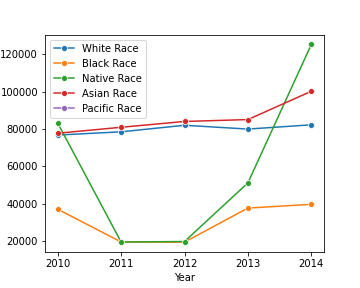 White Race
Black Race
Native Race
Asian Race
Pacific Race
120000
100000
80000
60000
40000
20000
2010 2011 2012 2013 2014
Year